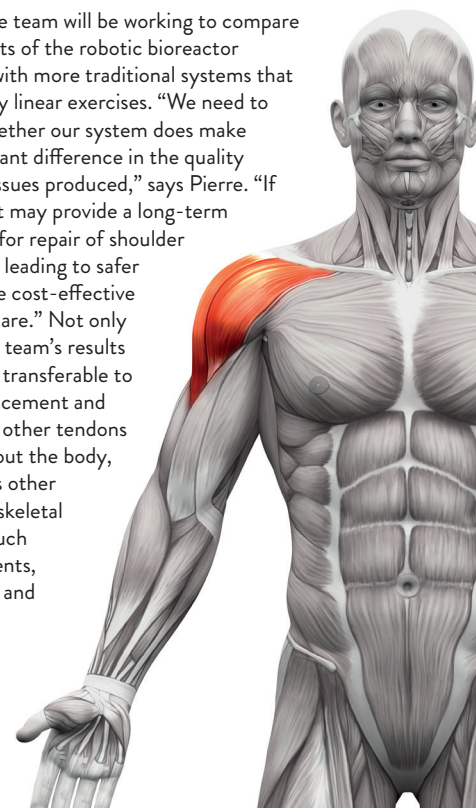 e team will be working to compare
ts of the robotic bioreactor
with more traditional systems that
y linear exercises. “We need to
ether our system does make
ant difference in the quality
ssues produced,” says Pierre. “If
t may provide a long-term
for repair of shoulder
leading to safer
e cost-effective
are.” Not only
team’s results
transferable to
cement and
other tendons
out the body,
s other
skeletal
uch
ents,
and